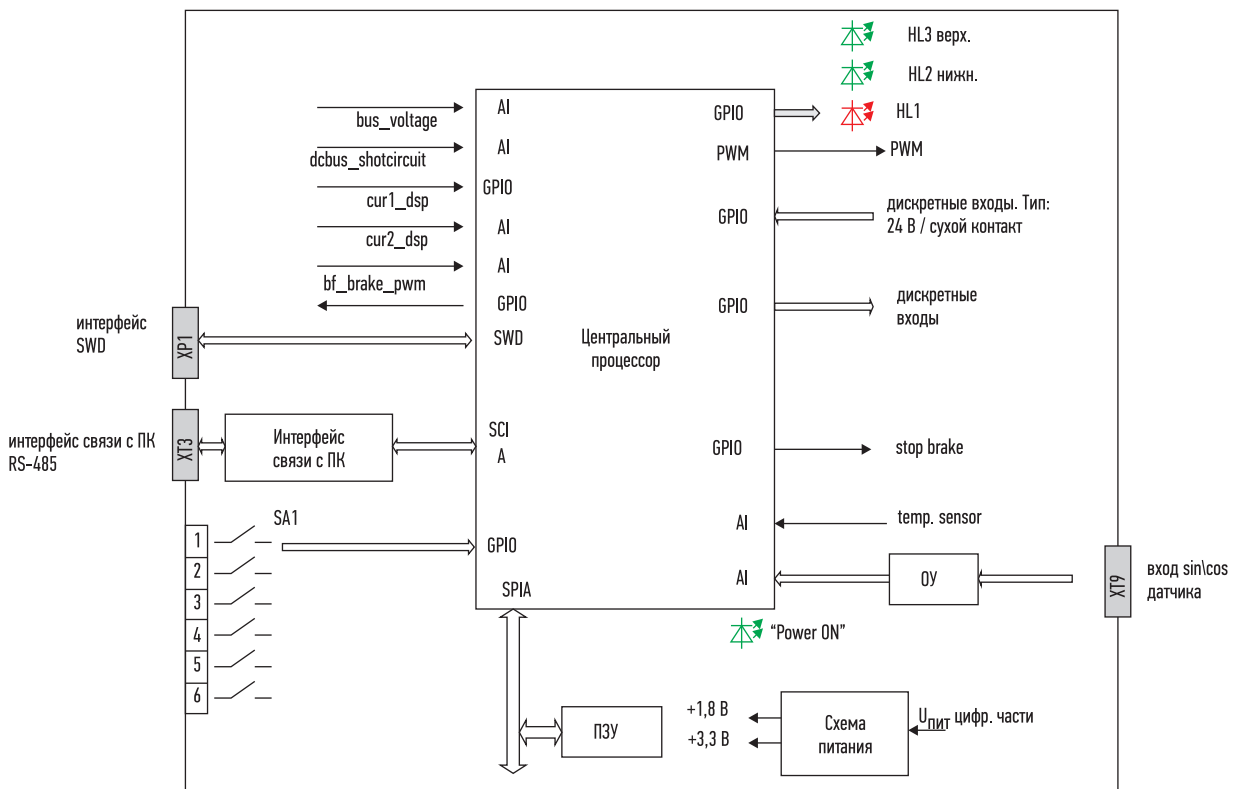 HL3 верх.
HL2 нижн.
HL1
AI
bus_voltage
AI
dcbus_shotcircuit
GPIO
cur1_dsp
AI
cur2_dsp
AI
bf_brake_pwm
GPIO
GPIO
PWM
PWM
GPIO
дискретные входы. Тип:
24 В / сухой контакт
GPIO
дискретные
входы
интерфейс
SWD
XP1
SWD
Центральный
процессор
интерфейс связи с ПК
RS-485
XT3
Интерфейс
связи с ПК
SCI
A
GPIO
stop brake
SA1
1
2
3
4
5
6
GPIO
SPIA
AI
temp. sensor
AI
ОУ
XT9
вход sin\cos
датчика
"Power ON"
ПЗУ
+1,8 В
+3,3 В
Схема
питания
Uпит цифр. части